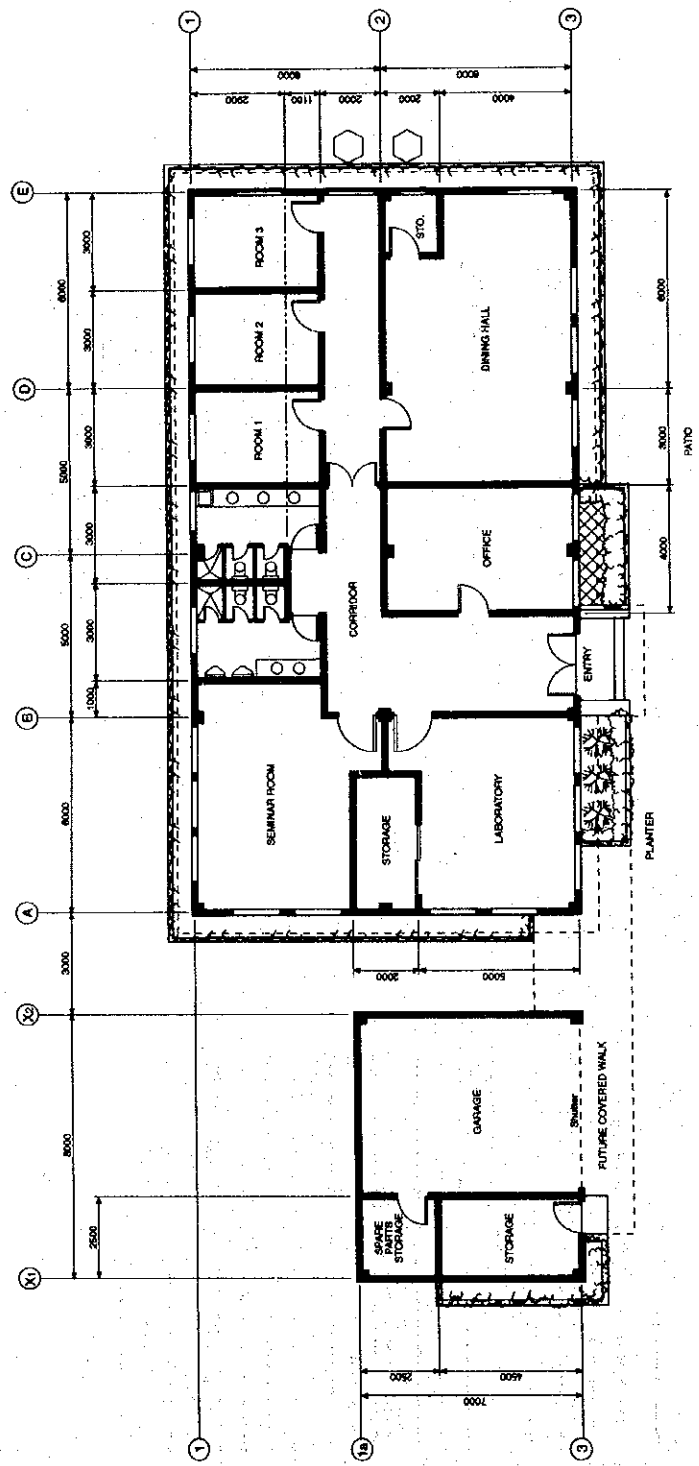 X1 X2 A B C D E
8000 3000 6000 5000 5000 6000
2500 1000 3000 3000 3000 3000 3000
1 1
1a
2
3 3
6000
6000
2900
1100
2000
2000
4000
2500
4500
7000
2000
5000
SEMINAR ROOM
ROOM 1
ROOM 2
ROOM 3
CORRIDOR
SPARE
PARTS
STORAGE
STORAGE
GARAGE
Shutter
STORAGE
LABORATORY
OFFICE
DINING HALL
STO.
ENTRY
4000 3000 6000
FUTURE COVERED WALK
PLANTER
PATIO